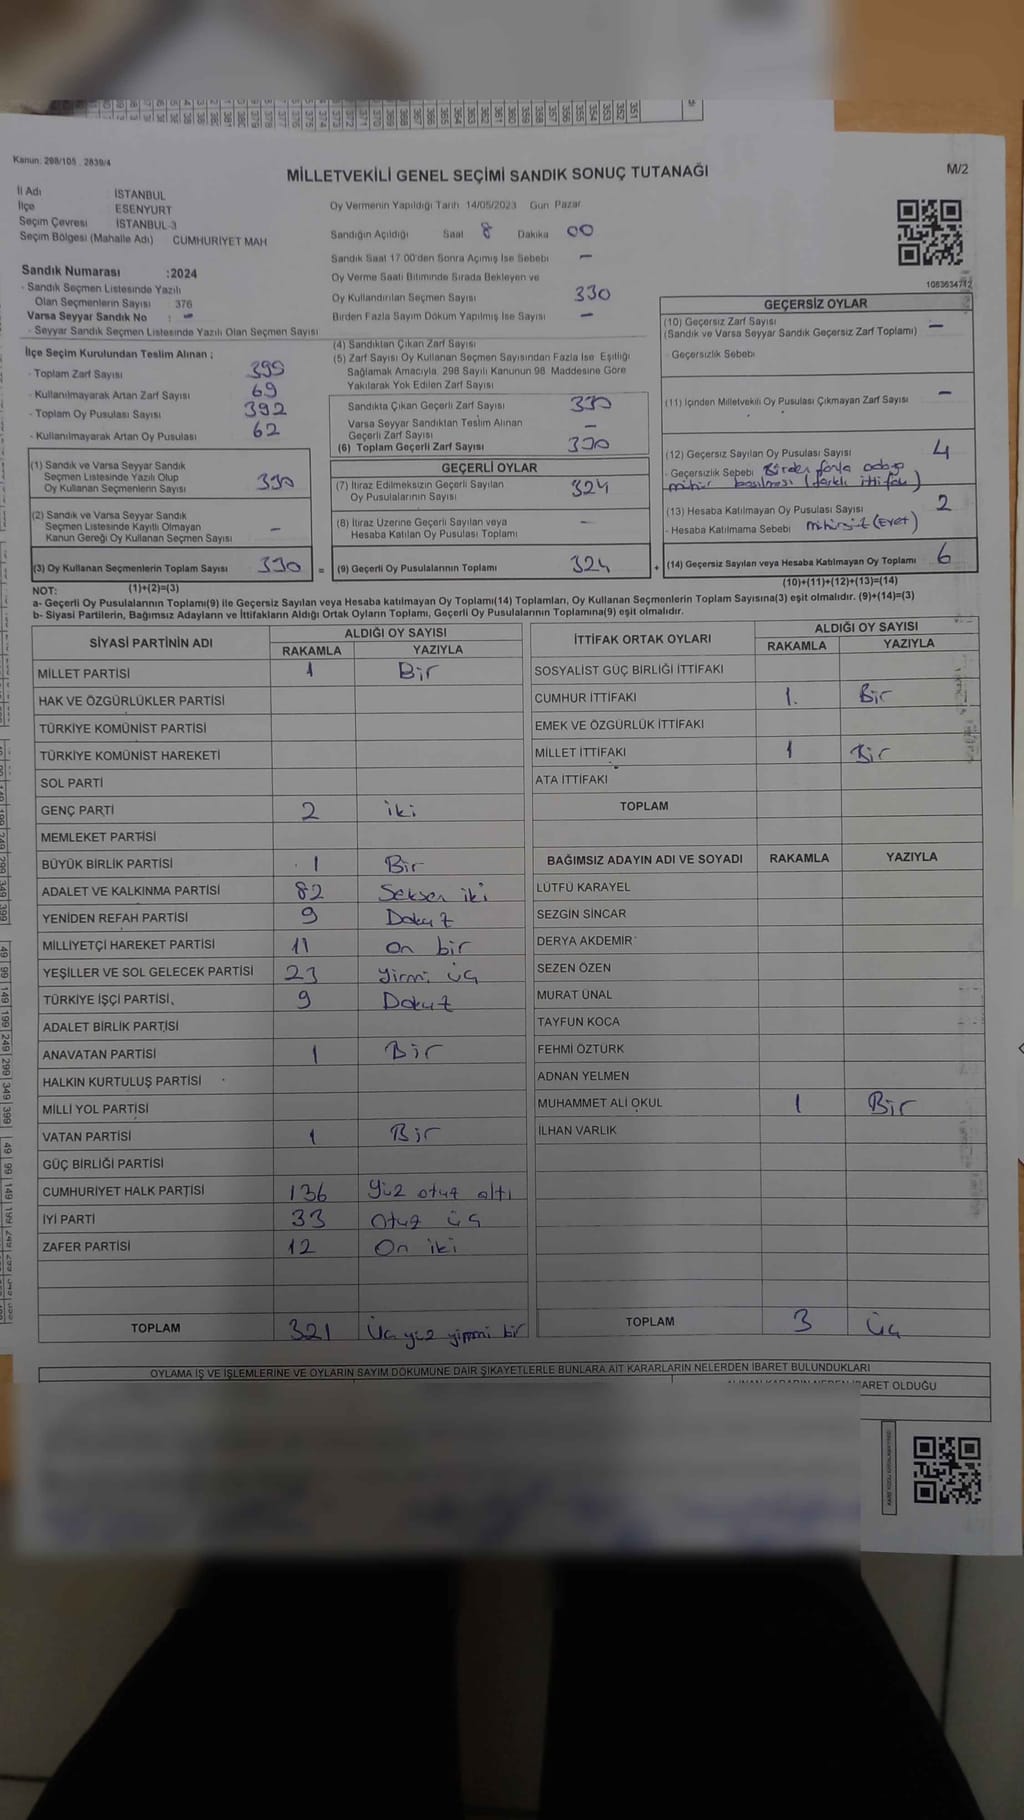 Kanun: 298/105 , 2839/4
MİLLETVEKİLİ GENEL SEÇİMİ SANDIK SONUÇ TUTANAĞI
M/2
İl Adı İSTANBUL
İlçe ESENYURT
Seçim Çevresi İSTANBUL-3
Seçim Bölgesi (Mahalle Adı) CUMHURİYET MAH
Sandık Numarası :2024
- Sandık Seçmen Listesinde Yazılı
Olan Seçmenlerin Sayısı 376
Varsa Seyyar Sandık No : -
- Seyyar Sandık Seçmen Listesinde Yazılı Olan Seçmen Sayısı
Oy Vermenin Yapıldığı Tarih 14/05/2023 Gün Pazar
Sandığın Açıldığı Saat 8 Dakika 00
Sandık Saat 17:00'den Sonra Açımış İse Sebebi -
Oy Verme Saati Bitiminde Sırada Bekleyen ve
Oy Kullandırılan Seçmen Sayısı 330
Birden Fazla Sayım Döküm Yapılmış İse Sayısı -
1063634712
İlçe Seçim Kurulundan Teslim Alınan ;
- Toplam Zarf Sayısı 399
- Kullanılmayarak Artan Zarf Sayısı 69
- Toplam Oy Pusulası Sayısı 392
- Kullanılmayarak Artan Oy Pusulası 62
(1) Sandık ve Varsa Seyyar Sandık
Seçmen Listesinde Yazılı Olup
Oy Kullanan Seçmenlerin Sayısı 330
(2) Sandık ve Varsa Seyyar Sandık
Seçmen Listesinde Kayıtlı Olmayan
Kanun Gereği Oy Kullanan Seçmen Sayısı -
(3) Oy Kullanan Seçmenlerin Toplam Sayısı 330 =
(1)+(2)=(3)
(4) Sandıktan Çıkan Zarf Sayısı
(5) Zarf Sayısı Oy Kullanan Seçmen Sayısından Fazla İse, Eşitliği
Sağlamak Amacıyla, 298 Sayılı Kanunun 98. Maddesine Göre
Yakılarak Yok Edilen Zarf Sayısı
Sandıkta Çıkan Geçerli Zarf Sayısı 330
Varsa Seyyar Sandıktan Teslim Alınan
Geçerli Zarf Sayısı -
(6) Toplam Geçerli Zarf Sayısı 330
GEÇERLİ OYLAR
(7) İtiraz Edilmeksizin Geçerli Sayılan
Oy Pusulalarının Sayısı 324
(8) İtiraz Üzerine Geçerli Sayılan veya
Hesaba Katılan Oy Pusulası Toplamı -
(9) Geçerli Oy Pusulalarının Toplamı 324 +
GEÇERSİZ OYLAR
(10) Geçersiz Zarf Sayısı -
(Sandık ve Varsa Seyyar Sandık Geçersiz Zarf Toplamı)
- Geçersizlik Sebebi
(11) İçinden Milletvekili Oy Pusulası Çıkmayan Zarf Sayısı -
(12) Geçersiz Sayılan Oy Pusulası Sayısı 4
- Geçersizlik Sebebi Birden fazla adaya
mühür basılması (farklı ittifak)
(13) Hesaba Katılmayan Oy Pusulası Sayısı 2
- Hesaba Katılmama Sebebi mühürsüz (Evet)
(14) Geçersiz Sayılan veya Hesaba Katılmayan Oy Toplamı 6
(10)+(11)+(12)+(13)=(14)
NOT:
a- Geçerli Oy Pusulalarının Toplamı(9) ile Geçersiz Sayılan veya Hesaba katılmayan Oy Toplamı(14) Toplamları, Oy Kullanan Seçmenlerin Toplam Sayısına(3) eşit olmalıdır. (9)+(14)=(3)
b- Siyasi Partilerin, Bağımsız Adayların ve İttifakların Aldığı Ortak Oyların Toplamı, Geçerli Oy Pusulalarının Toplamına(9) eşit olmalıdır.
SİYASİ PARTİNİN ADI ALDIĞI OY SAYISI
RAKAMLA YAZIYLA
MİLLET PARTİSİ 1 Bir
HAK VE ÖZGÜRLÜKLER PARTİSİ
TÜRKİYE KOMÜNİST PARTİSİ
TÜRKİYE KOMÜNİST HAREKETİ
SOL PARTİ
GENÇ PARTİ 2 iki
MEMLEKET PARTİSİ
BÜYÜK BİRLİK PARTİSİ 1 Bir
ADALET VE KALKINMA PARTİSİ 82 Seksen iki
YENİDEN REFAH PARTİSİ 9 Dokuz
MİLLİYETÇİ HAREKET PARTİSİ 11 on bir
YEŞİLLER VE SOL GELECEK PARTİSİ 23 Yirmi üç
TÜRKİYE İŞÇİ PARTİSİ 9 Dokuz
ADALET BİRLİK PARTİSİ
ANAVATAN PARTİSİ 1 Bir
HALKIN KURTULUŞ PARTİSİ
MİLLİ YOL PARTİSİ
VATAN PARTİSİ 1 Bir
GÜÇ BİRLİĞİ PARTİSİ
CUMHURİYET HALK PARTİSİ 136 Yüz otuz altı
İYİ PARTİ 33 Otuz üç
ZAFER PARTİSİ 12 On iki
TOPLAM 321 Üç yüz yirmi bir
İTTİFAK ORTAK OYLARI ALDIĞI OY SAYISI
RAKAMLA YAZIYLA
SOSYALİST GÜÇ BİRLİĞİ İTTİFAKI
CUMHUR İTTİFAKI 1. Bir
EMEK VE ÖZGÜRLÜK İTTİFAKI
MİLLET İTTİFAKI 1 Bir
ATA İTTİFAKI
TOPLAM
BAĞIMSIZ ADAYIN ADI VE SOYADI RAKAMLA YAZIYLA
LÜTFÜ KARAYEL
SEZGİN SİNCAR
DERYA AKDEMİR
SEZEN ÖZEN
MURAT ÜNAL
TAYFUN KOCA
FEHMİ ÖZTÜRK
ADNAN YELMEN
MUHAMMET ALİ OKUL 1 Bir
İLHAN VARLIK
TOPLAM 3 Üç
OYLAMA İŞ VE İŞLEMLERİNE VE OYLARIN SAYIM DÖKÜMÜNE DAİR ŞİKAYETLERLE BUNLARA AİT KARARLARIN NELERDEN İBARET BULUNDUKLARI
ALINAN KARARIN NEDEN İBARET OLDUĞU